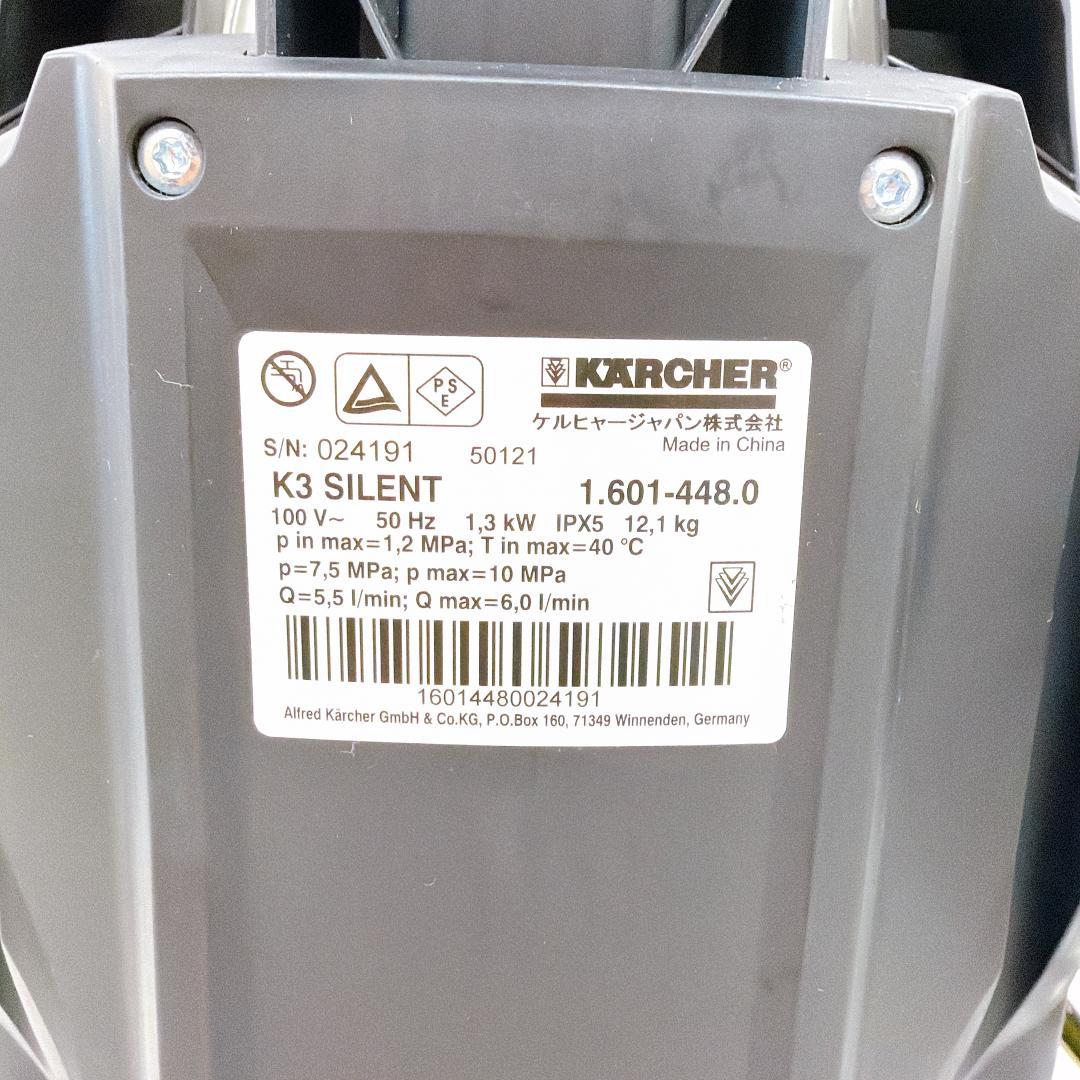 P S
E
KÄRCHER®
ケルヒャージャパン株式会社
Made in China
S/N: 024191 50121
K3 SILENT 1.601-448.0
100 V~ 50 Hz 1,3 kW IPX5 12,1 kg
p in max=1,2 MPa; T in max=40 °C
p=7,5 MPa; p max=10 MPa
Q=5,5 l/min; Q max=6,0 l/min
16014480024191
Alfred Kärcher GmbH & Co.KG, P.O.Box 160, 71349 Winnenden, Germany